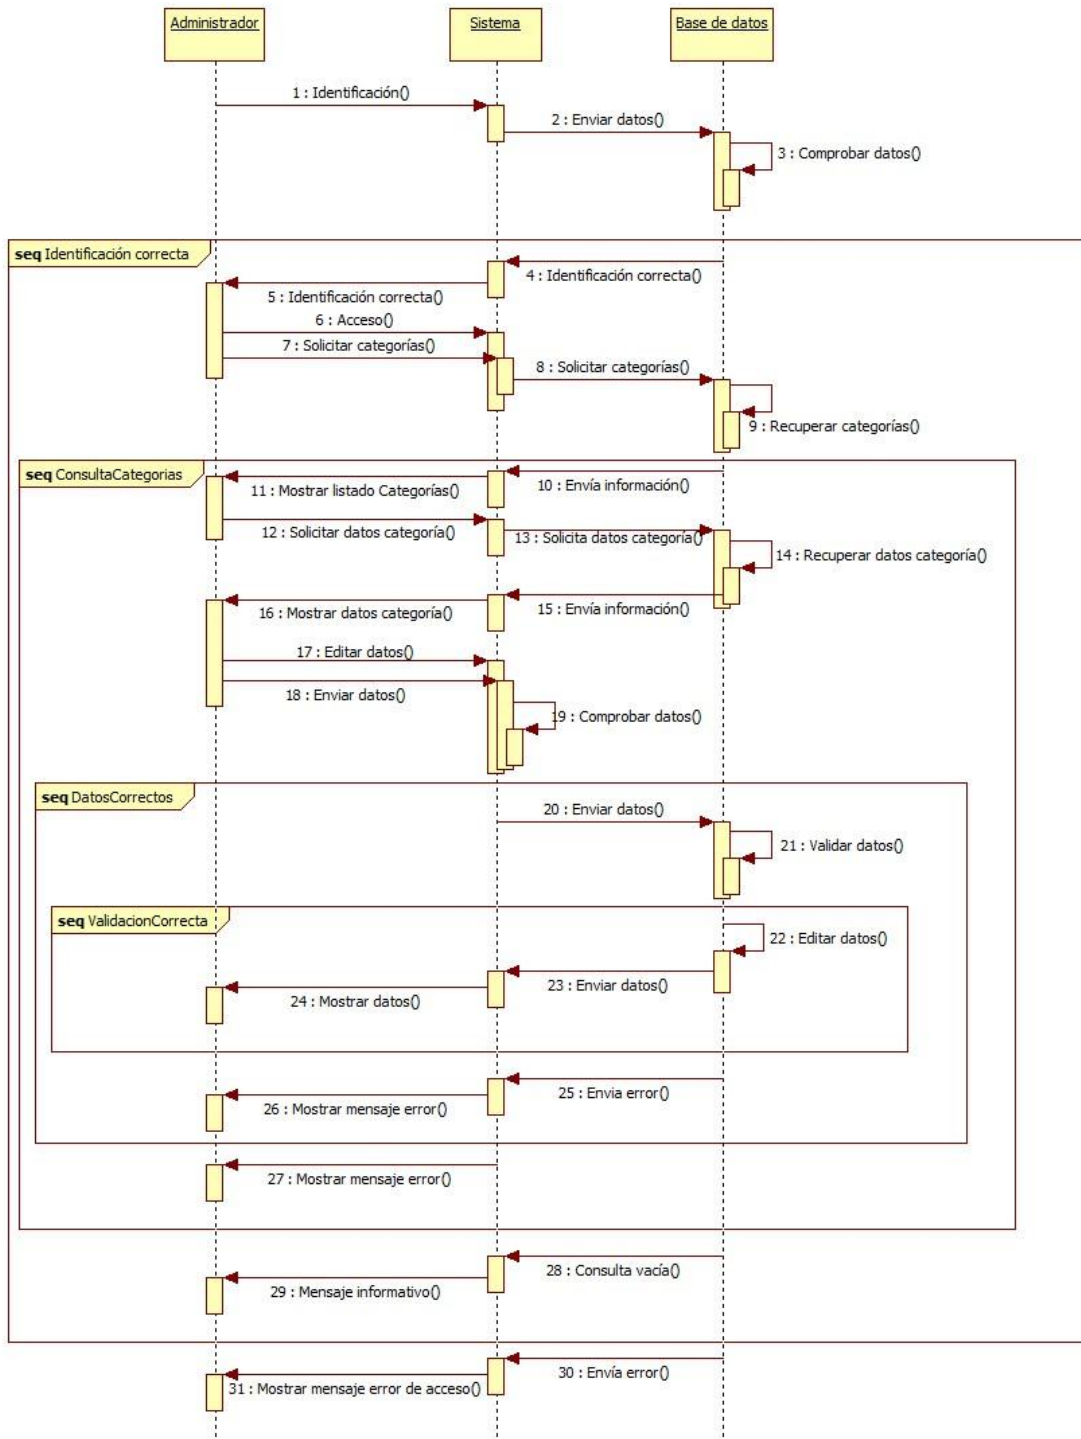 Administrador
Sistema
Base de datos
1 : Identificación()
2 : Enviar datos()
3 : Comprobar datos()
seq Identificación correcta
4 : Identificación correcta()
5 : Identificación correcta()
6 : Acceso()
7 : Solicitar categorías()
8 : Solicitar categorías()
9 : Recuperar categorías()
seq ConsultaCategorias
10 : Envía información()
11 : Mostrar listado Categorías()
12 : Solicitar datos categoría()
13 : Solicita datos categoría()
14 : Recuperar datos categoría()
15 : Envía información()
16 : Mostrar datos categoría()
17 : Editar datos()
18 : Enviar datos()
19 : Comprobar datos()
seq DatosCorrectos
20 : Enviar datos()
21 : Validar datos()
seq ValidacionCorrecta
22 : Editar datos()
23 : Enviar datos()
24 : Mostrar datos()
25 : Envia error()
26 : Mostrar mensaje error()
27 : Mostrar mensaje error()
28 : Consulta vacía()
29 : Mensaje informativo()
30 : Envía error()
31 : Mostrar mensaje error de acceso()